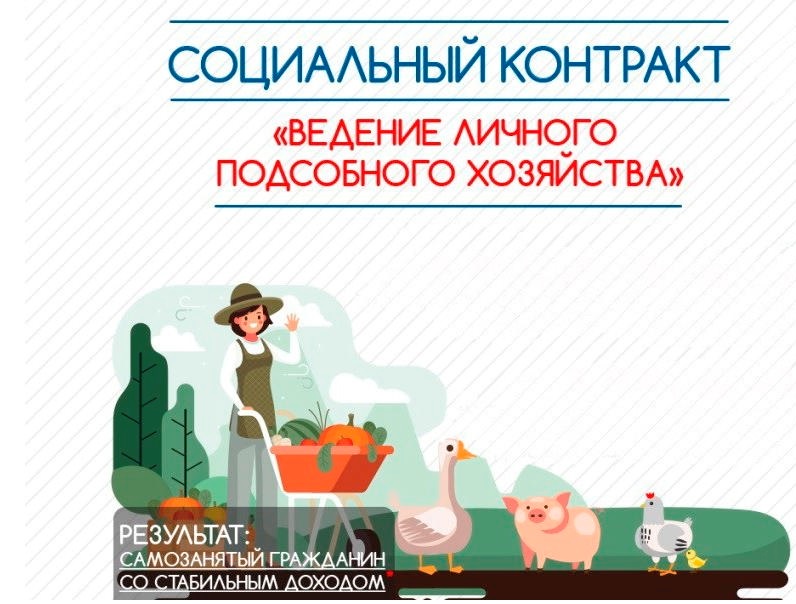 СОЦИАЛЬНЫЙ КОНТРАКТ
«ВЕДЕНИЕ ЛИЧНОГО
ПОДСОБНОГО ХОЗЯЙСТВА»
РЕЗУЛЬТАТ:
САМОЗАНЯТЫЙ ГРАЖДАНИН
СО СТАБИЛЬНЫМ ДОХОДОМ